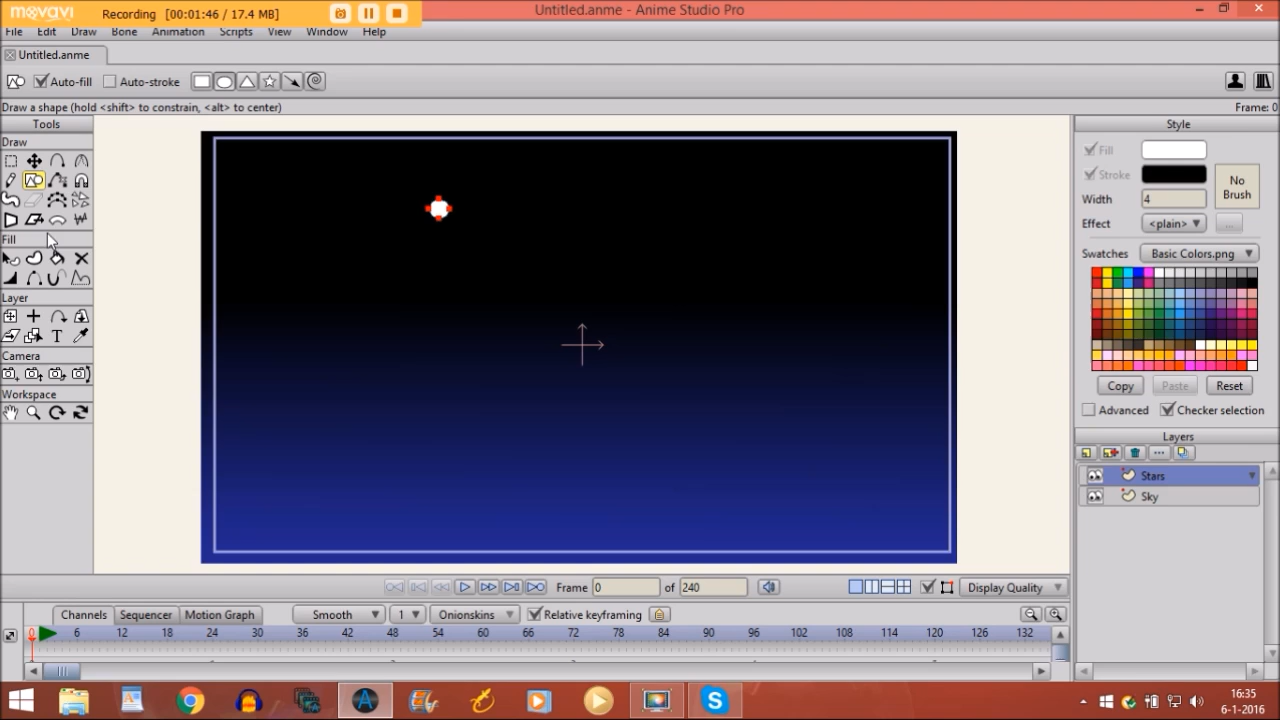 movavi Recording [00:01:46 / 17.4 MB] Untitled.anme - Anime Studio Pro
File Edit Draw Bone Animation Scripts View Window Help
Untitled.anme
Auto-fill Auto-stroke
Draw a shape (hold <shift> to constrain, <alt> to center) Frame: 0
Tools
Draw
Fill
Layer
T
Camera
Workspace
Style
Fill
Stroke
No
Brush
Width 4
Effect <plain> ...
Swatches Basic Colors.png
Copy Paste Reset
Advanced Checker selection
Layers
Stars
Sky
Frame 0 of 240 Display Quality
Channels Sequencer Motion Graph Smooth 1 Onionskins Relative keyframing
0 6 12 18 24 30 36 42 48 54 60 66 72 78 84 90 96 102 108 114 120 126 132
16:35
6-1-2016